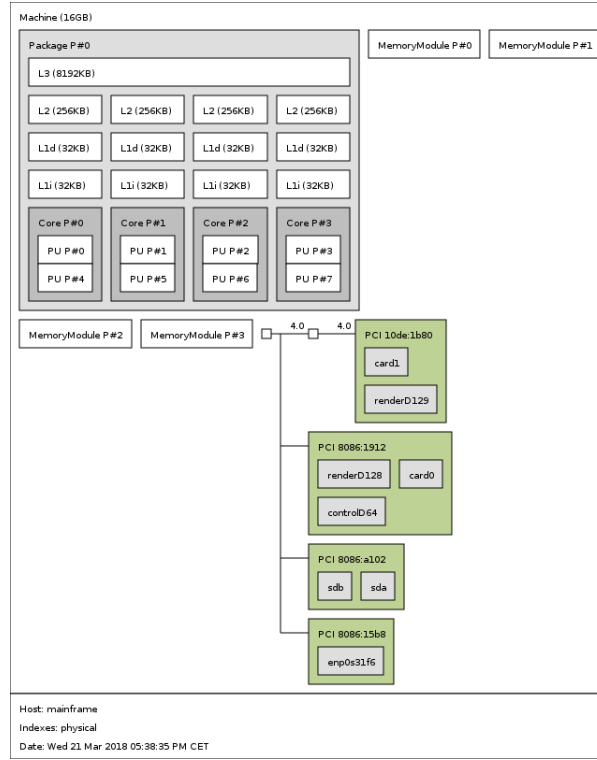 Machine (16GB)
Package P#0
MemoryModule P#0
MemoryModule P#1
L3 (8192KB)
L2 (256KB) L2 (256KB) L2 (256KB) L2 (256KB)
L1d (32KB) L1d (32KB) L1d (32KB) L1d (32KB)
L1i (32KB) L1i (32KB) L1i (32KB) L1i (32KB)
Core P#0 Core P#1 Core P#2 Core P#3
PU P#0 PU P#1 PU P#2 PU P#3
PU P#4 PU P#5 PU P#6 PU P#7
MemoryModule P#2 MemoryModule P#3 4.0 4.0 PCI 10de:1b80
card1
renderD129
PCI 8086:1912
renderD128 card0
controlD64
PCI 8086:a102
sdb sda
PCI 8086:15b8
enp0s31f6
Host: mainframe
Indexes: physical
Date: Wed 21 Mar 2018 05:38:35 PM CET